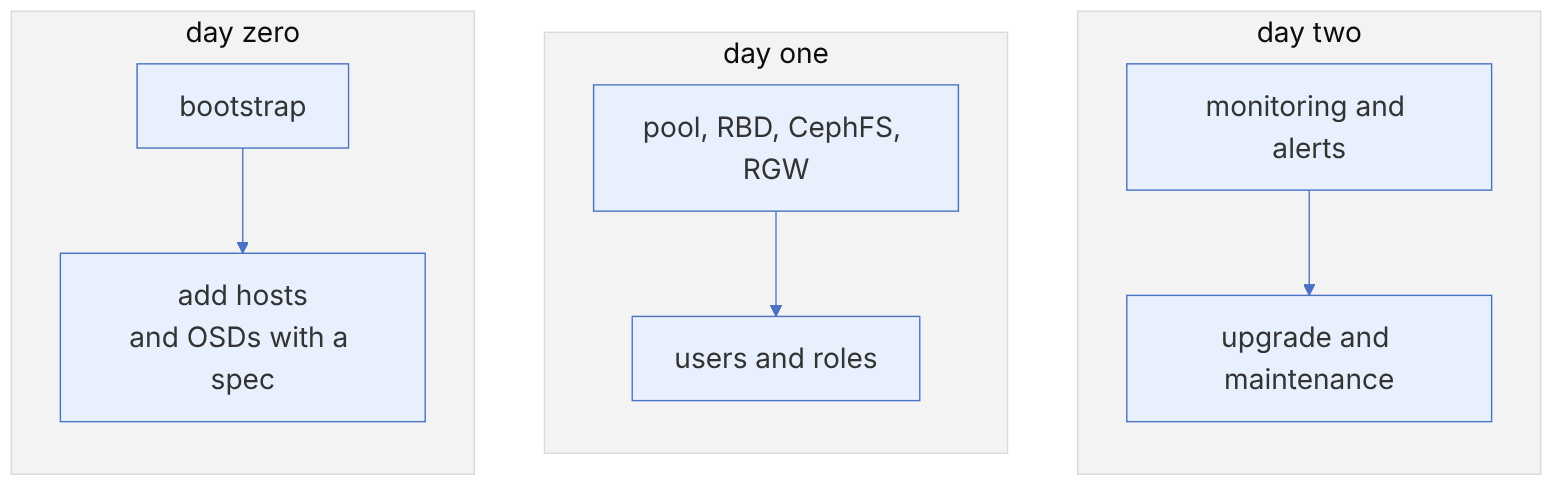 day zero
bootstrap
add hosts
and OSDs with a
spec
day one
pool, RBD, CephFS,
RGW
users and roles
day two
monitoring and
alerts
upgrade and
maintenance